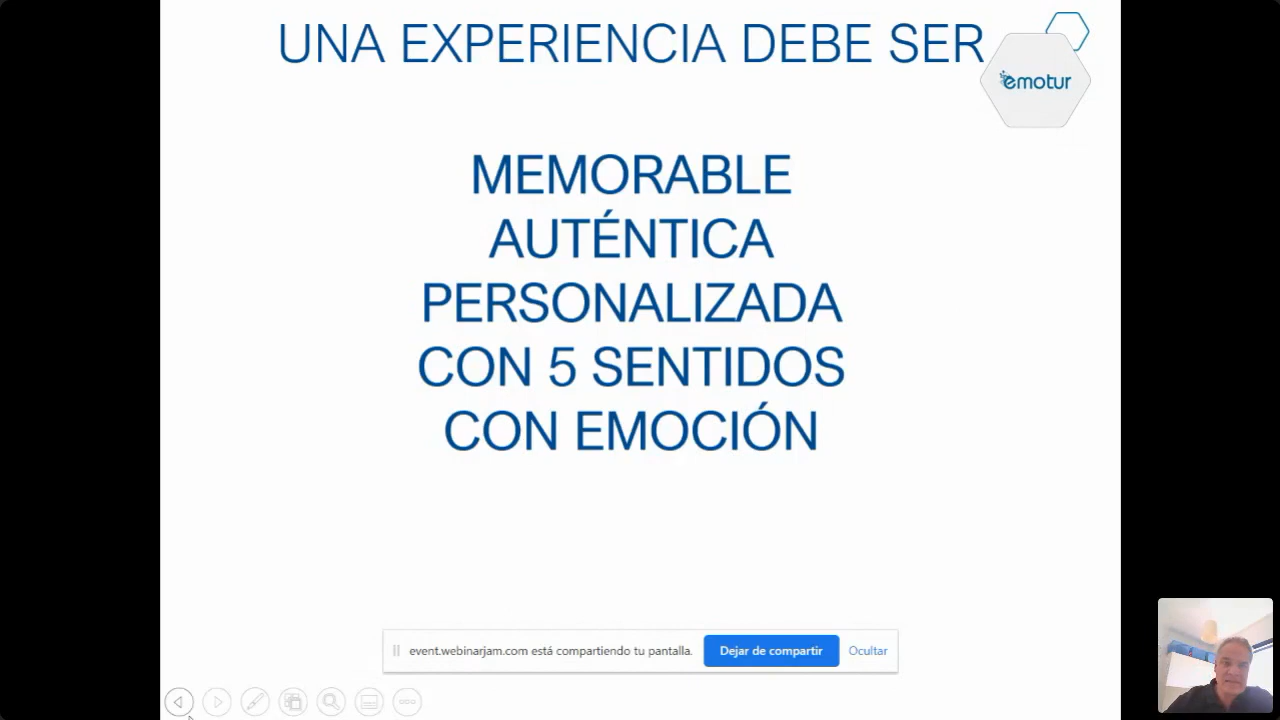 UNA EXPERIENCIA DEBE SER
emotur
MEMORABLE
AUTÉNTICA
PERSONALIZADA
CON 5 SENTIDOS
CON EMOCIÓN
event.webinarjam.com está compartiendo tu pantalla.
Dejar de compartir
Ocultar